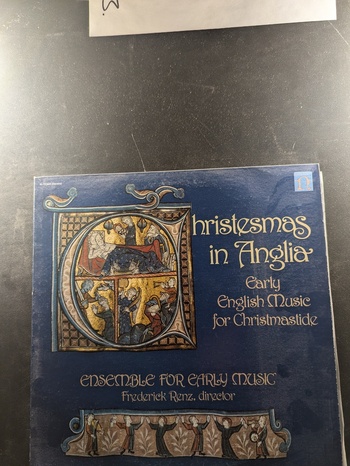 Christesmas
in Anglia
Early
English Music
for Christmastide
ENSEMBLE FOR EARLY MUSIC
Frederick Renz, director